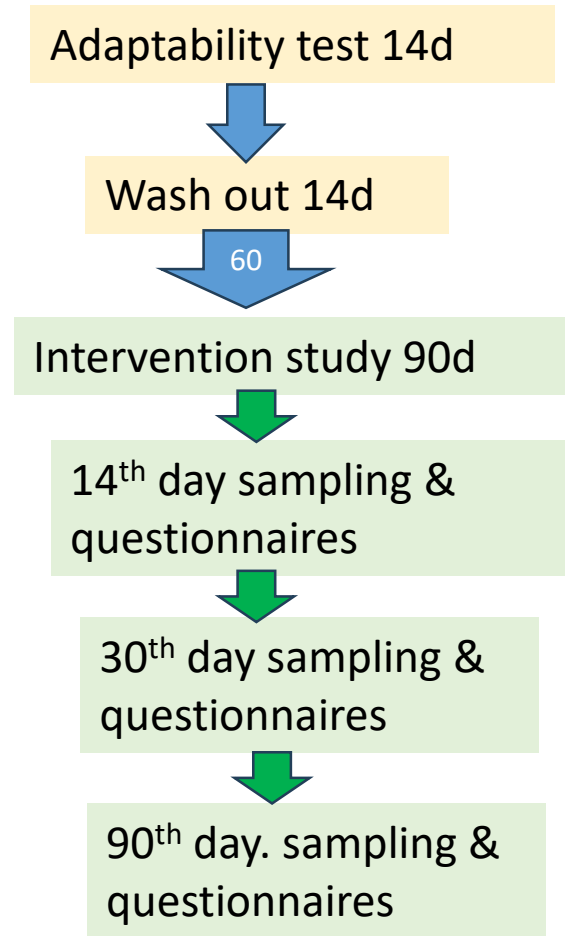 Adaptability test 14d
Wash out 14d
60
Intervention study 90d
14th day sampling &
questionnaires
30th day sampling &
questionnaires
90th day. sampling &
questionnaires